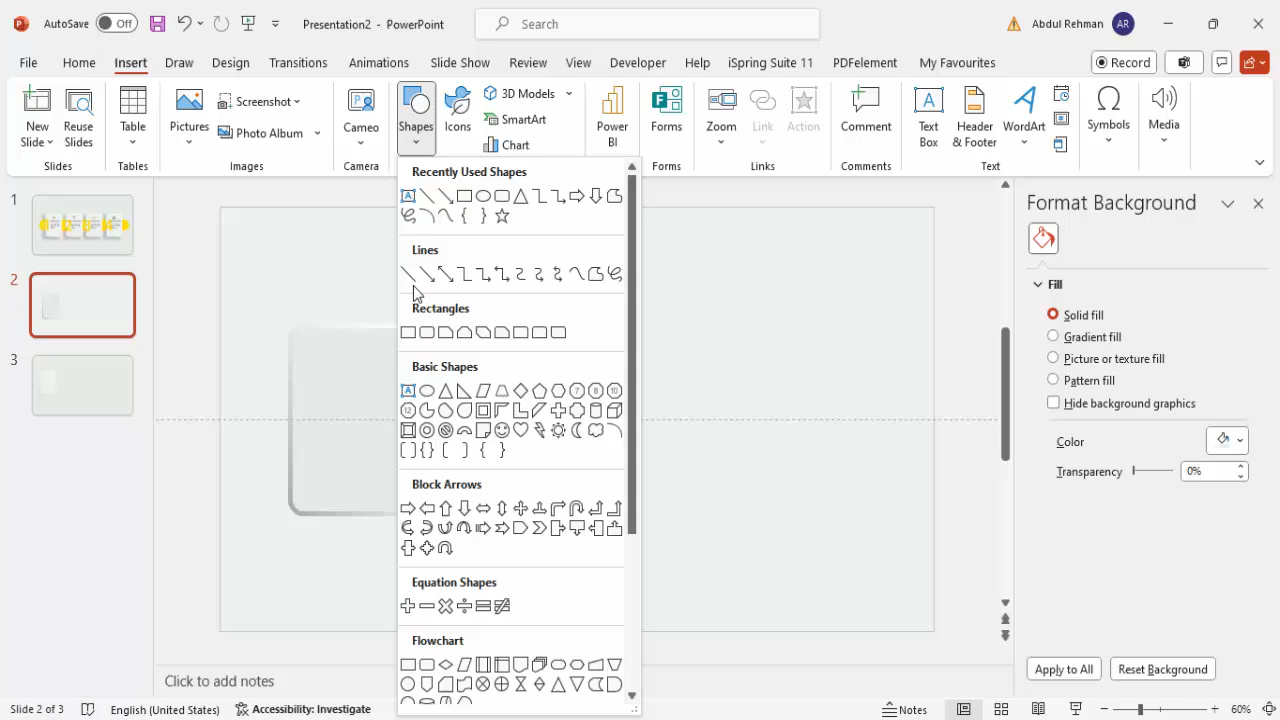 AutoSave Off Presentation2 - PowerPoint Search Abdul Rehman AR
File Home Insert Draw Design Transitions Animations Slide Show Review View Developer Help iSpring Suite 11 PDFelement My Favourites Record
New Slide Reuse Slides Table Pictures Screenshot Photo Album Cameo Shapes Icons 3D Models SmartArt Chart Power BI Forms Zoom Link Action Comment Text Box Header & Footer WordArt Symbols Media
Slides Tables Images Camera Forms Links Comments Text
Recently Used Shapes
Lines
Rectangles
Basic Shapes
Block Arrows
Equation Shapes
Flowchart
1
2
3
Format Background
Fill
Solid fill
Gradient fill
Picture or texture fill
Pattern fill
Hide background graphics
Color
Transparency 0%
Apply to All Reset Background
Click to add notes
Slide 2 of 3 English (United States) Accessibility: Investigate Notes 60%